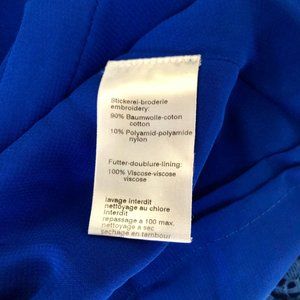 Stickerei-broderie
embroidery:
90% Baumwolle-coton
cotton
10% Polyamid-polyamide
nylon
Futter-doublure-lining:
100% Viscose-viscose
viscose
lavage interdit
nettoyage au chlore
interdit
repassage a 100 max.
nettoyage a sec
sechage en tambour